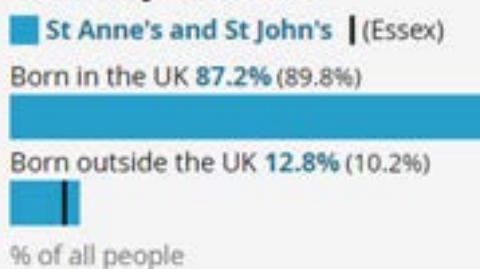 St Anne's and St John's (Essex)
Born in the UK 87.2% (89.8%)
Born outside the UK 12.8% (10.2%)
% of all people